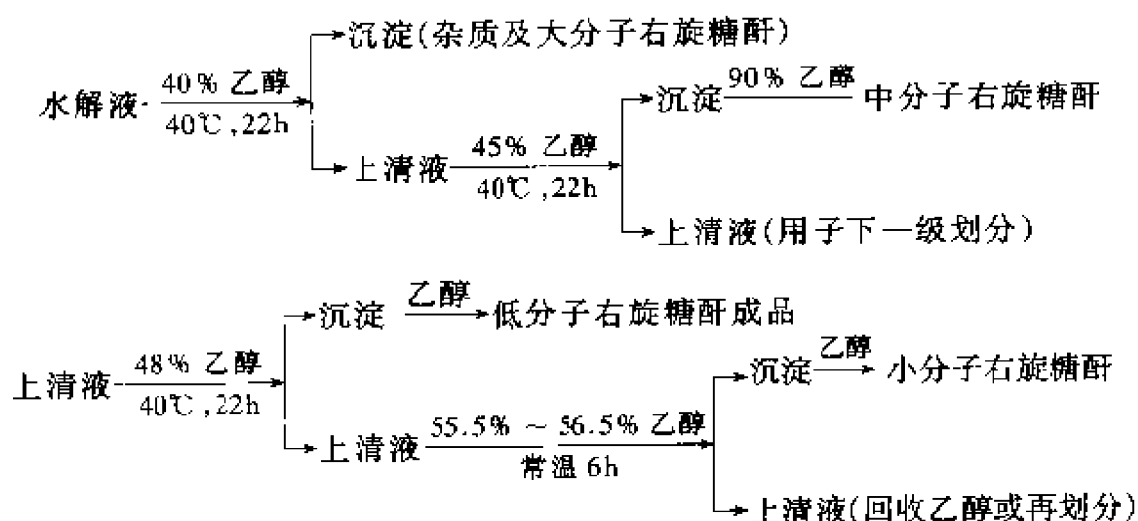 沉淀(杂质及大分子右旋糖酐)
水解液 40% 乙醇 40℃,22h
沉淀 90% 乙醇 中分子右旋糖酐
上清液 45% 乙醇 40℃,22h
上清液(用子下一级划分)
沉淀 乙醇 低分子右旋糖酐成品
上清液 48% 乙醇 40℃,22h
沉淀 乙醇 小分子右旋糖酐
上清液 55.5% ~ 56.5% 乙醇 常温 6h
上清液(回收乙醇或再划分)